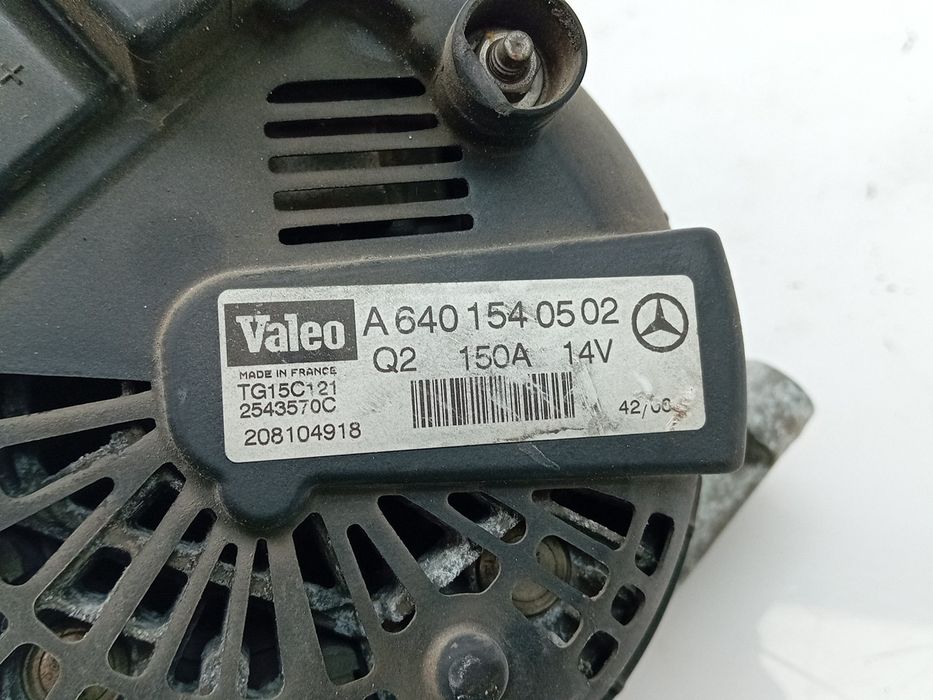 +
Valeo
A 640 154 05 02
Q2 150A 14V
MADE IN FRANCE
TG15C121
2543570C
208104918